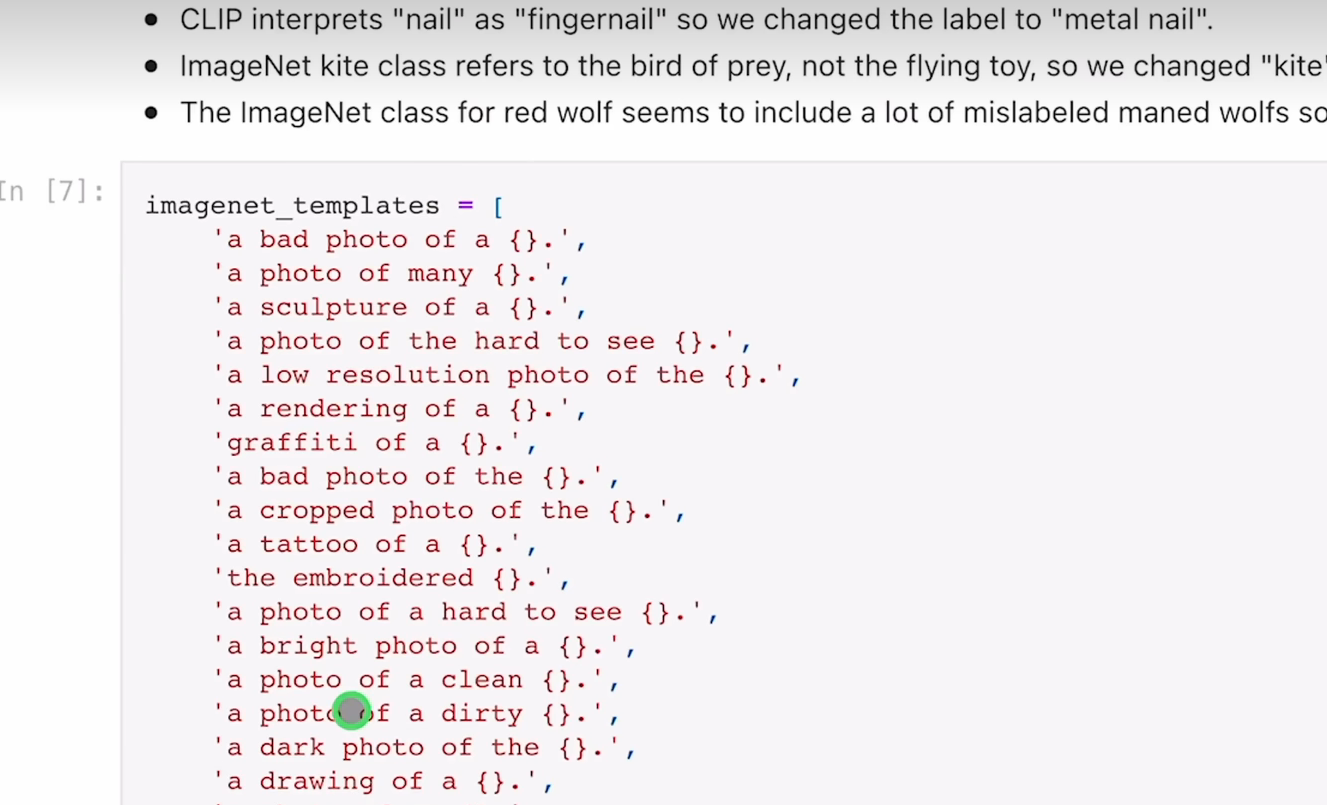 • CLIP interprets "nail" as "fingernail" so we changed the label to "metal nail".
• ImageNet kite class refers to the bird of prey, not the flying toy, so we changed "kite"
• The ImageNet class for red wolf seems to include a lot of mislabeled maned wolfs so
In [7]:
imagenet_templates = [
'a bad photo of a {}.',
'a photo of many {}.',
'a sculpture of a {}.',
'a photo of the hard to see {}.',
'a low resolution photo of the {}.',
'a rendering of a {}.',
'graffiti of a {}.',
'a bad photo of the {}.',
'a cropped photo of the {}.',
'a tattoo of a {}.',
'the embroidered {}.',
'a photo of a hard to see {}.',
'a bright photo of a {}.',
'a photo of a clean {}.',
'a photo of a dirty {}.',
'a dark photo of the {}.',
'a drawing of a {}.',